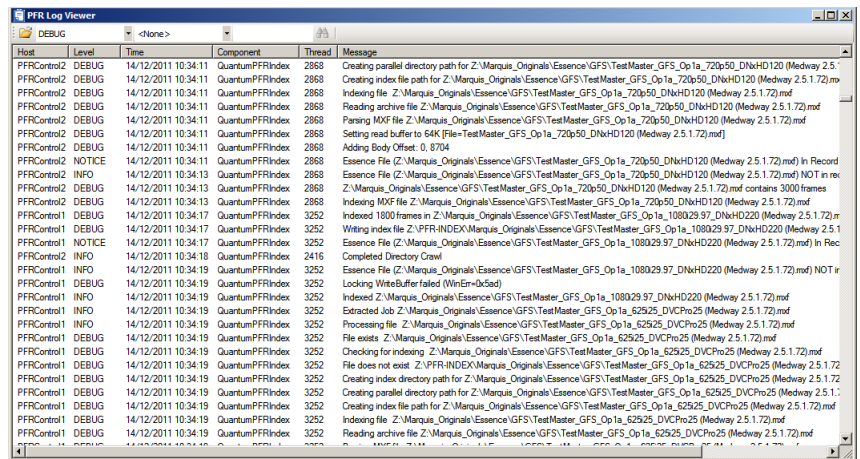 PFR Log Viewer
DEBUG <None>
Host Level Time Component Thread Message
PFRControl2 DEBUG 14/12/2011 10:34:11 QuantumPFRIndex 2868 Creating parallel directory path for Z:\Marquis_Originals\Essence\GFS\TestMaster_GFS_Op1a_720p50_DNxHD120 (Medway 2.5.
PFRControl2 DEBUG 14/12/2011 10:34:11 QuantumPFRIndex 2868 Creating index file path for Z:\Marquis_Originals\Essence\GFS\TestMaster_GFS_Op1a_720p50_DNxHD120 (Medway 2.5.1.72).m
PFRControl2 DEBUG 14/12/2011 10:34:11 QuantumPFRIndex 2868 Indexing file Z:\Marquis_Originals\Essence\GFS\TestMaster_GFS_Op1a_720p50_DNxHD120 (Medway 2.5.1.72).mxf
PFRControl2 DEBUG 14/12/2011 10:34:11 QuantumPFRIndex 2868 Reading archive file Z:\Marquis_Originals\Essence\GFS\TestMaster_GFS_Op1a_720p50_DNxHD120 (Medway 2.5.1.72).mxf
PFRControl2 DEBUG 14/12/2011 10:34:11 QuantumPFRIndex 2868 Parsing MXF file Z:\Marquis_Originals\Essence\GFS\TestMaster_GFS_Op1a_720p50_DNxHD120 (Medway 2.5.1.72).mxf
PFRControl2 DEBUG 14/12/2011 10:34:11 QuantumPFRIndex 2868 Setting read buffer to 64K [File=TestMaster_GFS_Op1a_720p50_DNxHD120 (Medway 2.5.1.72).mxf]
PFRControl2 DEBUG 14/12/2011 10:34:11 QuantumPFRIndex 2868 Adding Body Offset: 0, 8704
PFRControl2 NOTICE 14/12/2011 10:34:11 QuantumPFRIndex 2868 Essence File (Z:\Marquis_Originals\Essence\GFS\TestMaster_GFS_Op1a_720p50_DNxHD120 (Medway 2.5.1.72).mxf) In Record
PFRControl2 INFO 14/12/2011 10:34:13 QuantumPFRIndex 2868 Essence File (Z:\Marquis_Originals\Essence\GFS\TestMaster_GFS_Op1a_720p50_DNxHD120 (Medway 2.5.1.72).mxf) NOT in rec
PFRControl2 DEBUG 14/12/2011 10:34:13 QuantumPFRIndex 2868 Z:\Marquis_Originals\Essence\GFS\TestMaster_GFS_Op1a_720p50_DNxHD120 (Medway 2.5.1.72).mxf contains 3000 frames
PFRControl2 DEBUG 14/12/2011 10:34:13 QuantumPFRIndex 2868 Indexing MXF file Z:\Marquis_Originals\Essence\GFS\TestMaster_GFS_Op1a_720p50_DNxHD120 (Medway 2.5.1.72).mxf
PFRControl1 DEBUG 14/12/2011 10:34:17 QuantumPFRIndex 3252 Indexed 1800 frames in Z:\Marquis_Originals\Essence\GFS\TestMaster_GFS_Op1a_1080i29.97_DNxHD220 (Medway 2.5.1.72).m
PFRControl1 DEBUG 14/12/2011 10:34:17 QuantumPFRIndex 3252 Writing index file Z:\PFR-INDEX\Marquis_Originals\Essence\GFS\TestMaster_GFS_Op1a_1080i29.97_DNxHD220 (Medway 2.5.1
PFRControl1 NOTICE 14/12/2011 10:34:17 QuantumPFRIndex 3252 Essence File (Z:\Marquis_Originals\Essence\GFS\TestMaster_GFS_Op1a_1080i29.97_DNxHD220 (Medway 2.5.1.72).mxf) In Rec
PFRControl2 INFO 14/12/2011 10:34:18 QuantumPFRIndex 2416 Completed Directory Crawl
PFRControl1 INFO 14/12/2011 10:34:19 QuantumPFRIndex 3252 Essence File (Z:\Marquis_Originals\Essence\GFS\TestMaster_GFS_Op1a_1080i29.97_DNxHD220 (Medway 2.5.1.72).mxf) NOT in
PFRControl1 DEBUG 14/12/2011 10:34:19 QuantumPFRIndex 3252 Locking WriteBuffer failed (WinErr=0x5ad)
PFRControl1 INFO 14/12/2011 10:34:19 QuantumPFRIndex 3252 Indexed Z:\Marquis_Originals\Essence\GFS\TestMaster_GFS_Op1a_1080i29.97_DNxHD220 (Medway 2.5.1.72).mxf
PFRControl1 INFO 14/12/2011 10:34:19 QuantumPFRIndex 3252 Extracted Job Z:\Marquis_Originals\Essence\GFS\TestMaster_GFS_Op1a_625i25_DVCPro25 (Medway 2.5.1.72).mxf
PFRControl1 INFO 14/12/2011 10:34:19 QuantumPFRIndex 3252 Processing file Z:\Marquis_Originals\Essence\GFS\TestMaster_GFS_Op1a_625i25_DVCPro25 (Medway 2.5.1.72).mxf
PFRControl1 DEBUG 14/12/2011 10:34:19 QuantumPFRIndex 3252 File exists Z:\Marquis_Originals\Essence\GFS\TestMaster_GFS_Op1a_625i25_DVCPro25 (Medway 2.5.1.72).mxf
PFRControl1 DEBUG 14/12/2011 10:34:19 QuantumPFRIndex 3252 Checking for indexing Z:\Marquis_Originals\Essence\GFS\TestMaster_GFS_Op1a_625i25_DVCPro25 (Medway 2.5.1.72).mxf
PFRControl1 DEBUG 14/12/2011 10:34:19 QuantumPFRIndex 3252 File does not exist Z:\PFR-INDEX\Marquis_Originals\Essence\GFS\TestMaster_GFS_Op1a_625i25_DVCPro25 (Medway 2.5.1.72
PFRControl1 DEBUG 14/12/2011 10:34:19 QuantumPFRIndex 3252 Creating index directory path for Z:\Marquis_Originals\Essence\GFS\TestMaster_GFS_Op1a_625i25_DVCPro25 (Medway 2.5.1.72
PFRControl1 DEBUG 14/12/2011 10:34:19 QuantumPFRIndex 3252 Creating parallel directory path for Z:\Marquis_Originals\Essence\GFS\TestMaster_GFS_Op1a_625i25_DVCPro25 (Medway 2.5.1.
PFRControl1 DEBUG 14/12/2011 10:34:19 QuantumPFRIndex 3252 Creating index file path for Z:\Marquis_Originals\Essence\GFS\TestMaster_GFS_Op1a_625i25_DVCPro25 (Medway 2.5.1.72).mxf
PFRControl1 DEBUG 14/12/2011 10:34:19 QuantumPFRIndex 3252 Indexing file Z:\Marquis_Originals\Essence\GFS\TestMaster_GFS_Op1a_625i25_DVCPro25 (Medway 2.5.1.72).mxf
PFRControl1 DEBUG 14/12/2011 10:34:19 QuantumPFRIndex 3252 Reading archive file Z:\Marquis_Originals\Essence\GFS\TestMaster_GFS_Op1a_625i25_DVCPro25 (Medway 2.5.1.72).mxf